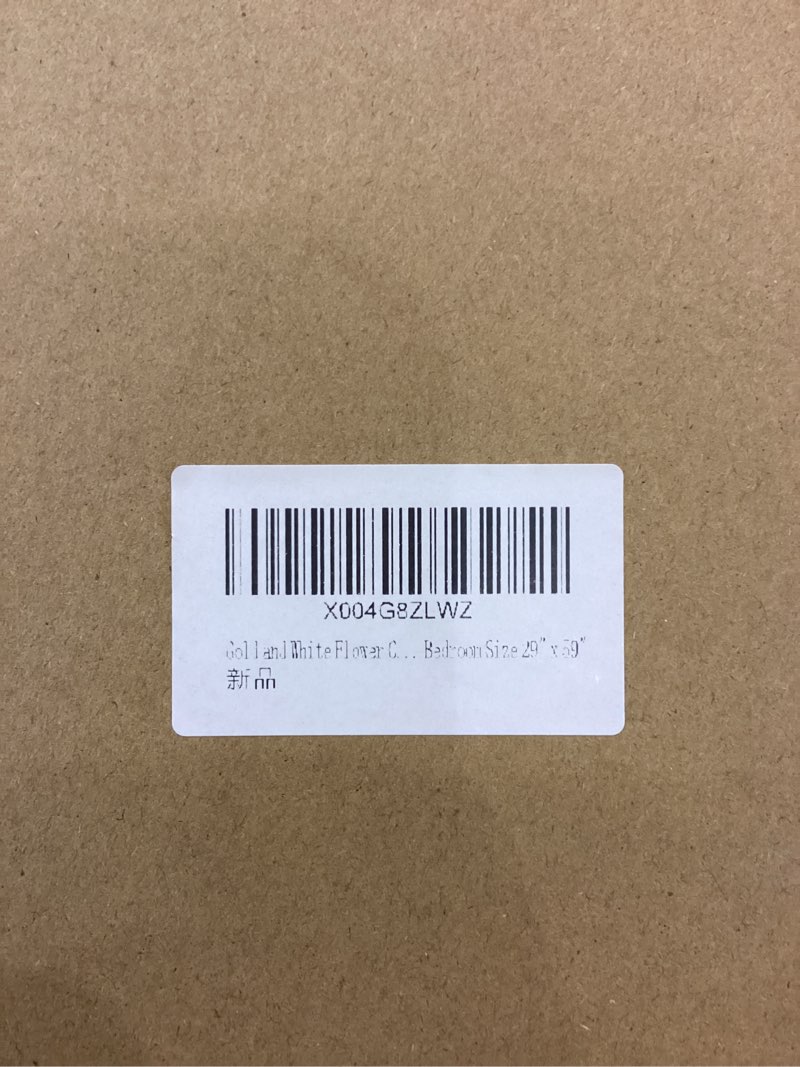 X004G8ZLWZ
Gold and White Flower C... Bedroom Size 29" x 59"
新品